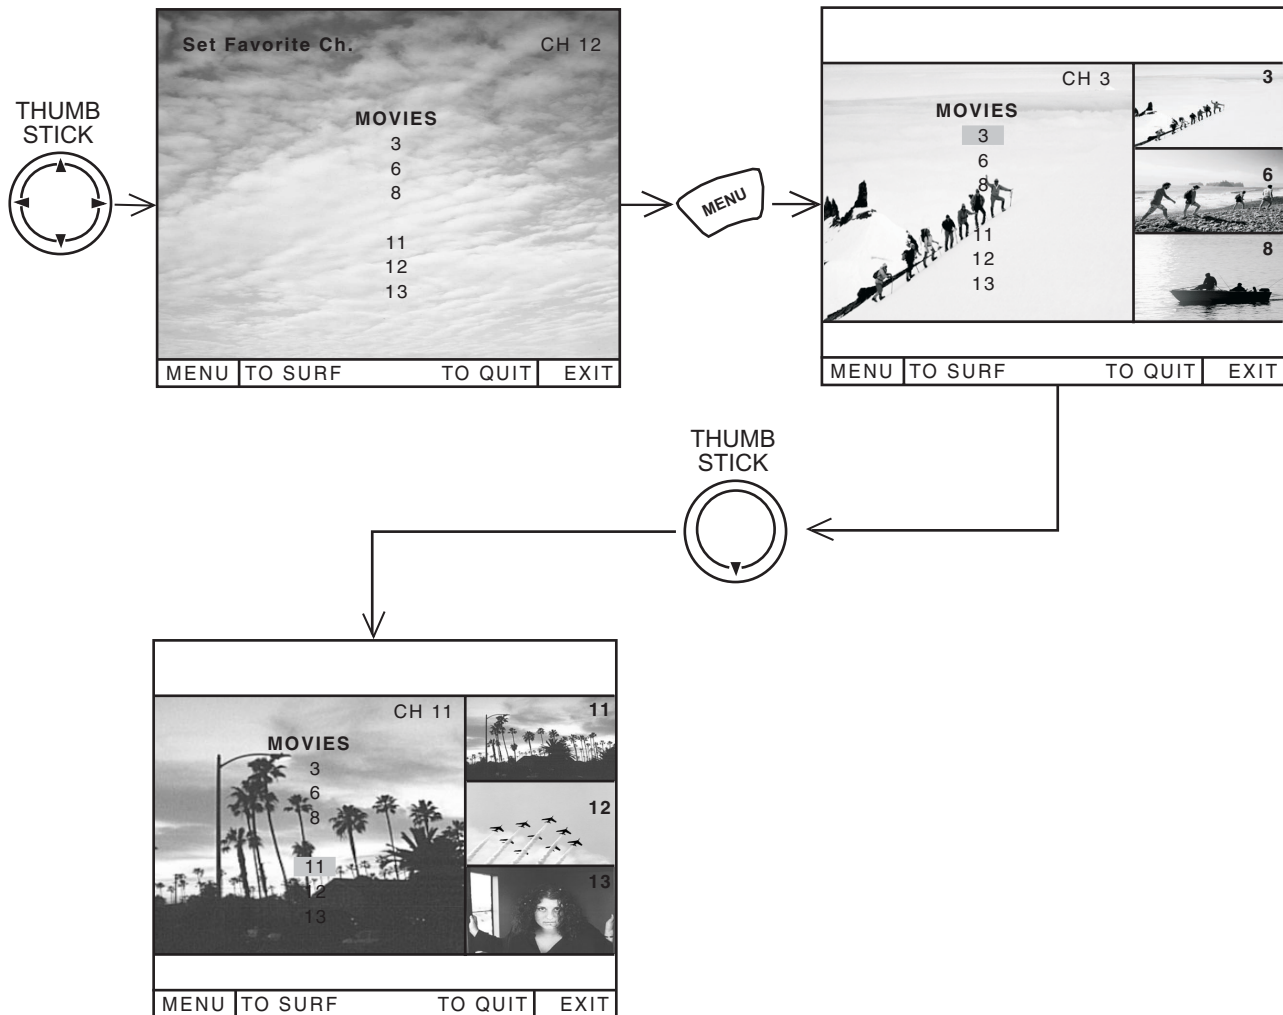 THUMB
STICK
Set Favorite Ch. CH 12
MOVIES
3
6
8
11
12
13
MENU TO SURF TO QUIT EXIT
MENU
CH 3
MOVIES
3
6
8
11
12
13
3
6
8
MENU TO SURF TO QUIT EXIT
THUMB
STICK
CH 11
MOVIES
3
6
8
11
12
13
11
12
13
MENU TO SURF TO QUIT EXIT